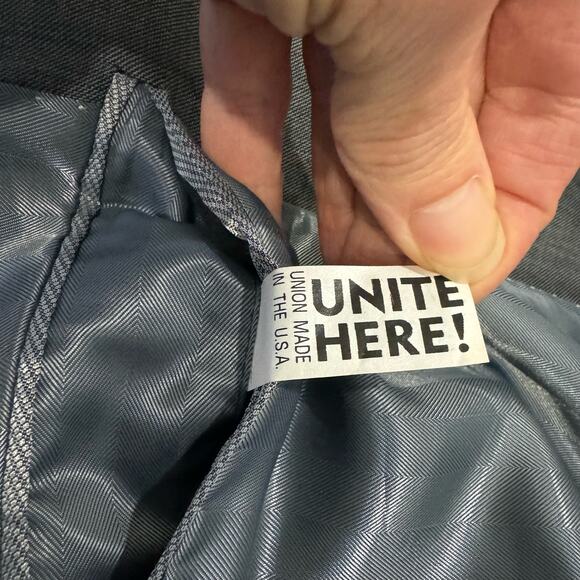 UNION MADE
IN THE U.S.A.
UNITE
HERE!